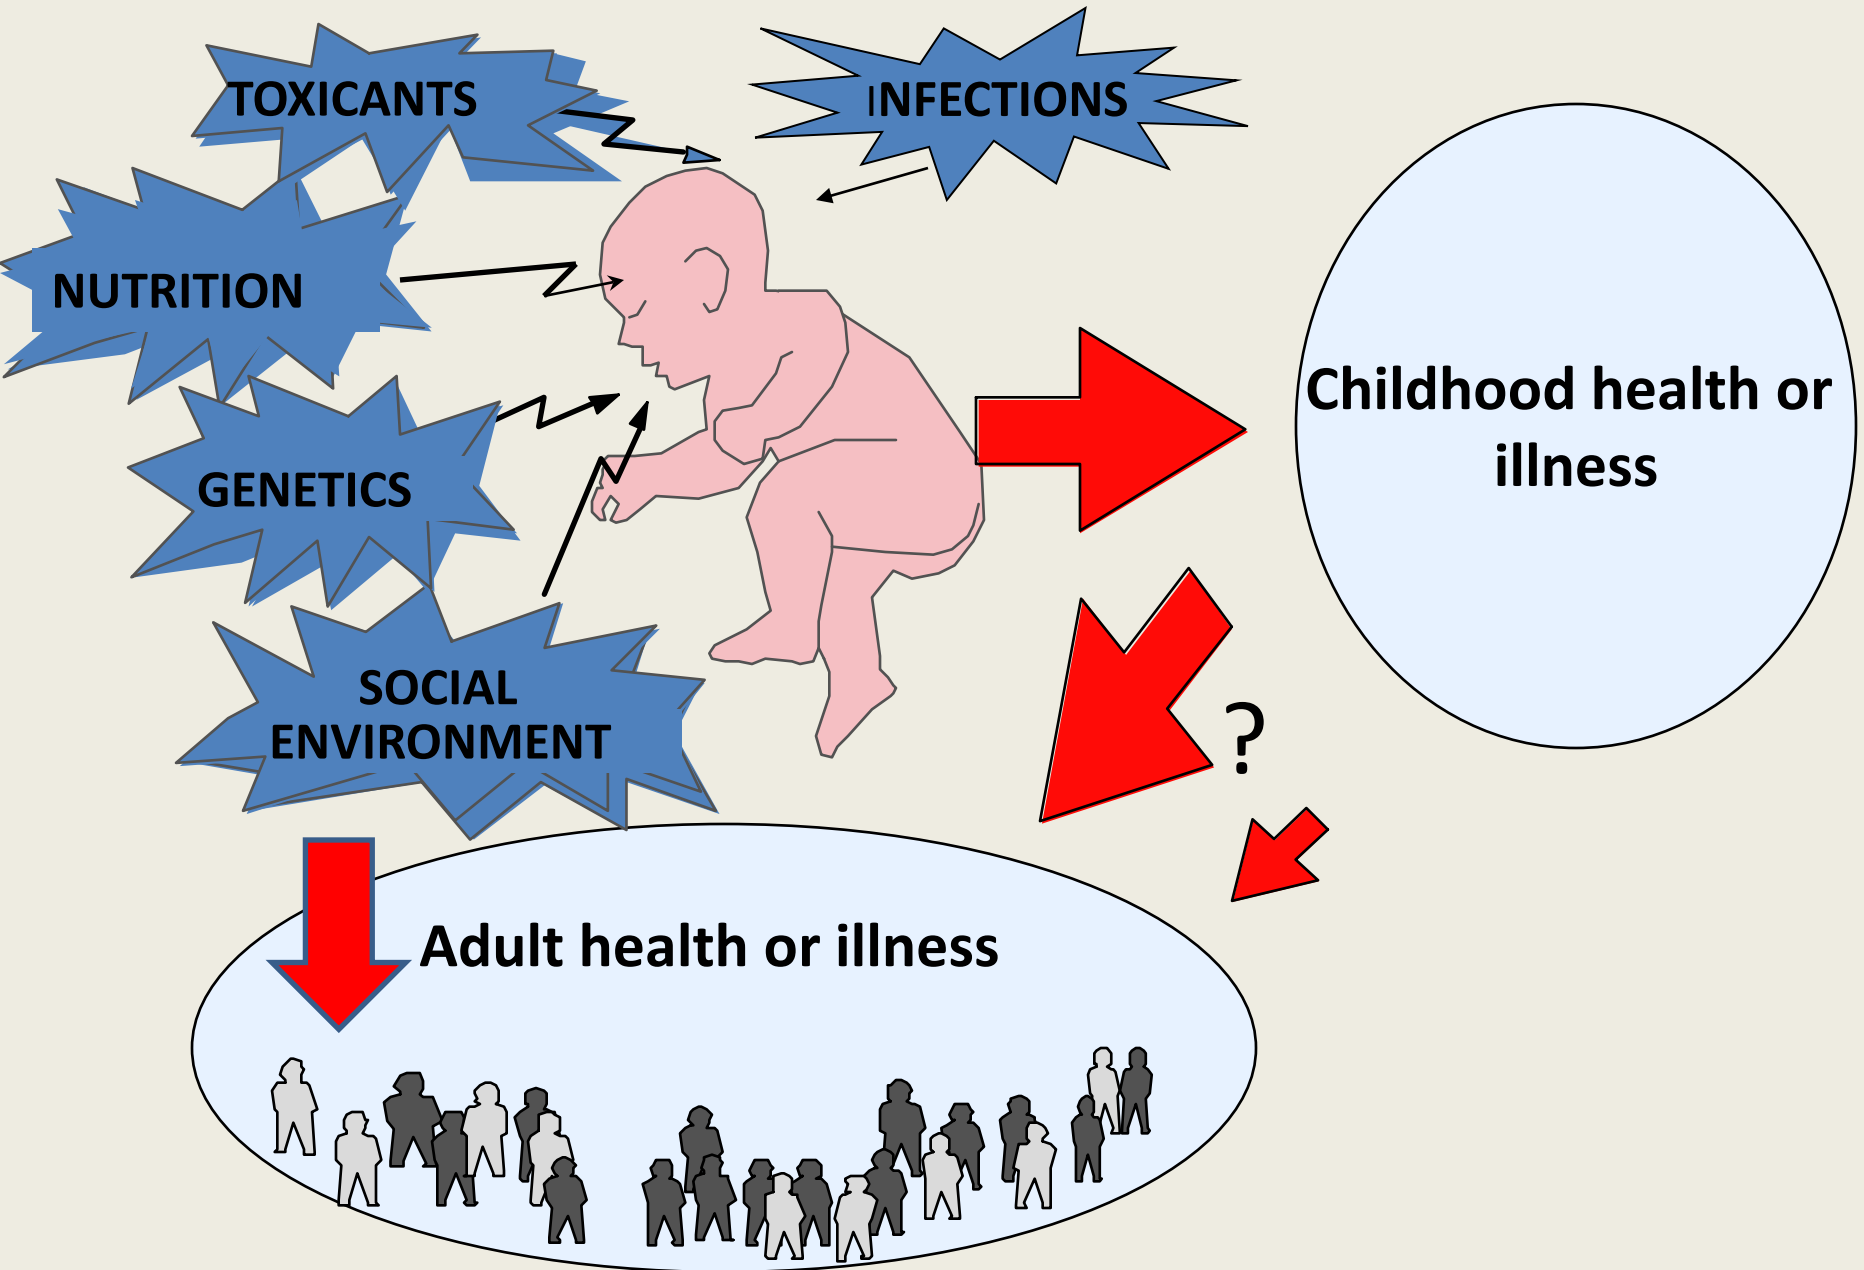 TOXICANTS
INFECTIONS
NUTRITION
GENETICS
SOCIAL
ENVIRONMENT
Childhood health or
illness
?
Adult health or illness